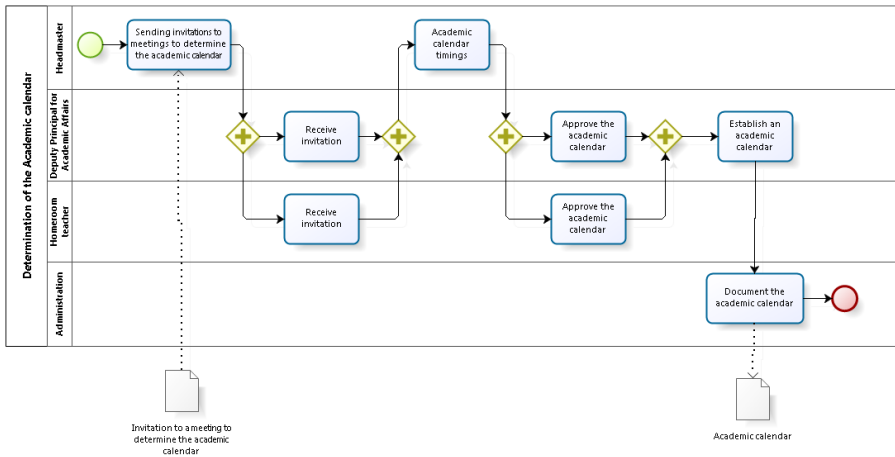 Determination of the Academic calendar
Headmaster
Sending invitations to
meetings to determine
the academic calendar
Academic
calendar
timings
Deputy Principal for
Academic Affairs
Receive
invitation
Approve the
academic
calendar
Establish an
academic
calendar
Homeroom
teacher
Receive
invitation
Approve the
academic
calendar
Administration
Document the
academic calendar
Invitation to a meeting to
determine the academic
calendar
Academic calendar